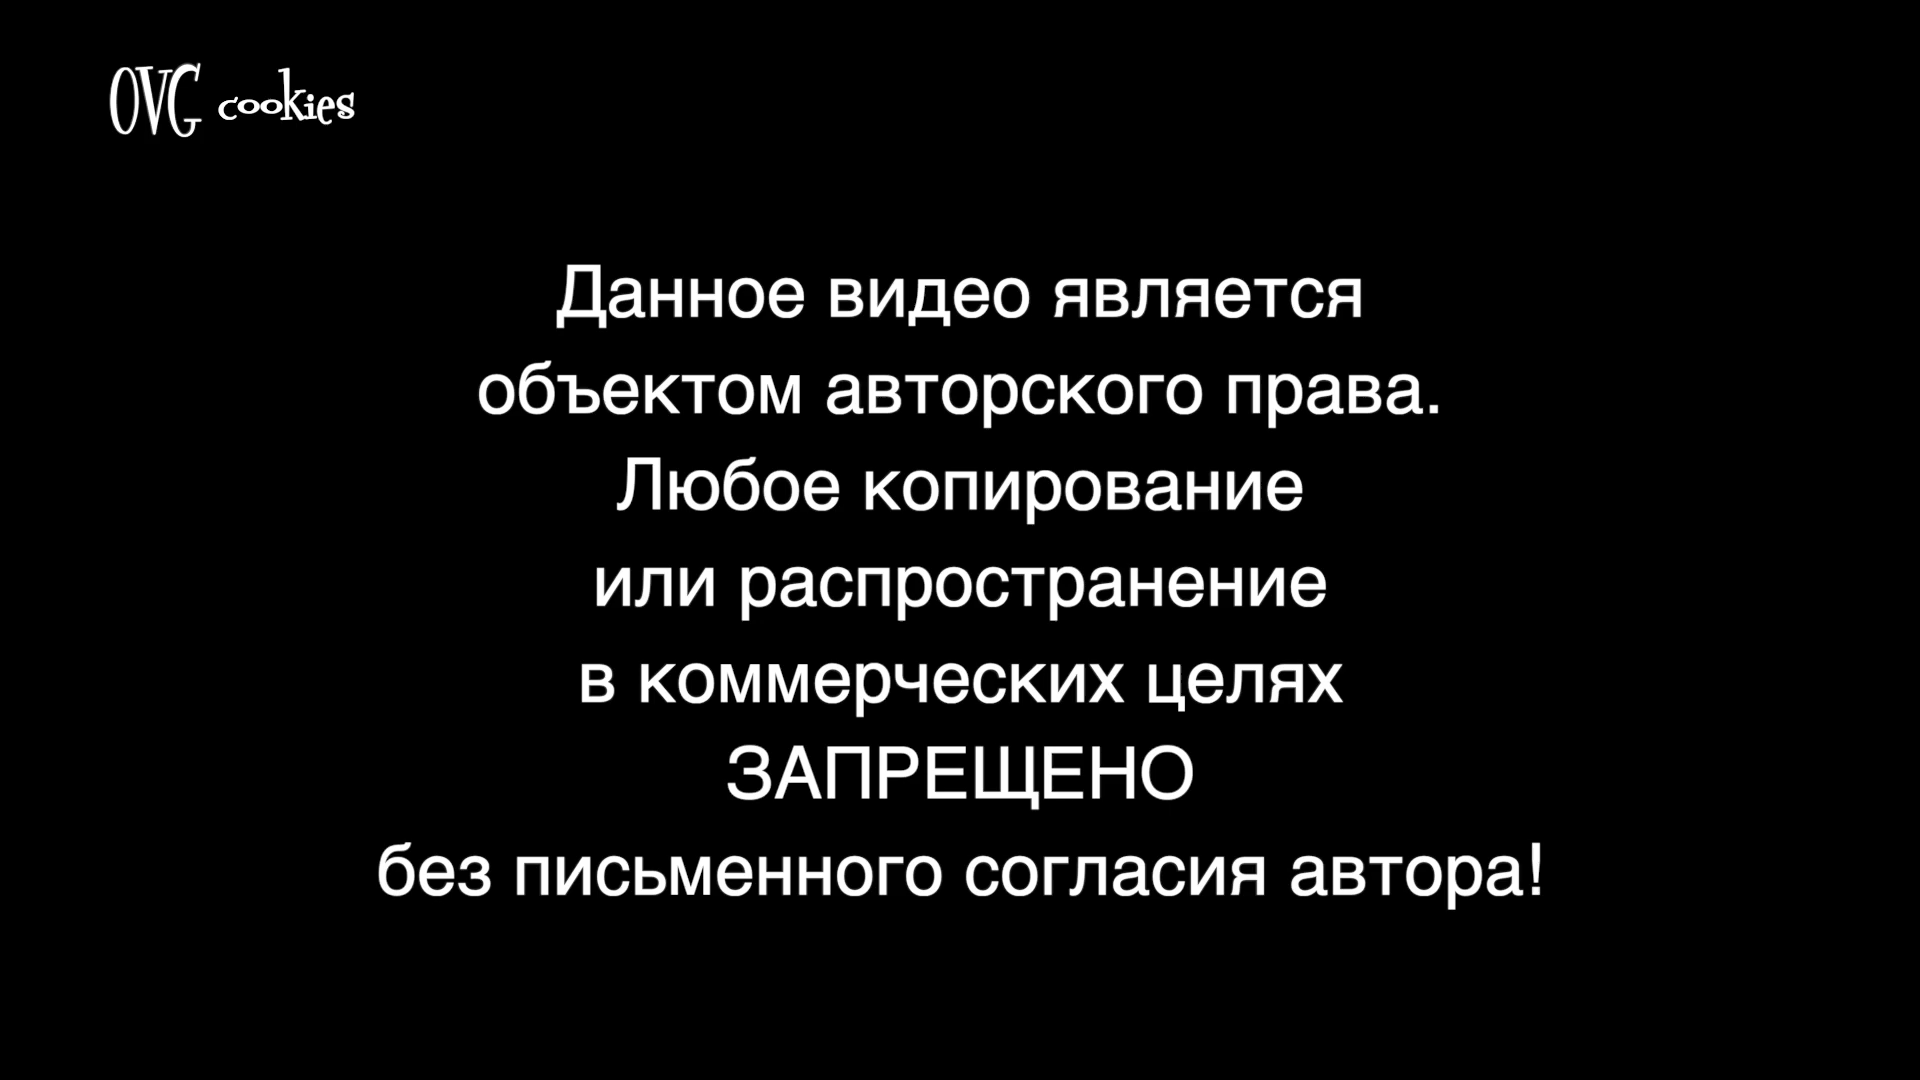 OVG cookies
Данное видео является
объектом авторского права.
Любое копирование
или распространение
в коммерческих целях
ЗАПРЕЩЕНО
без письменного согласия автора!